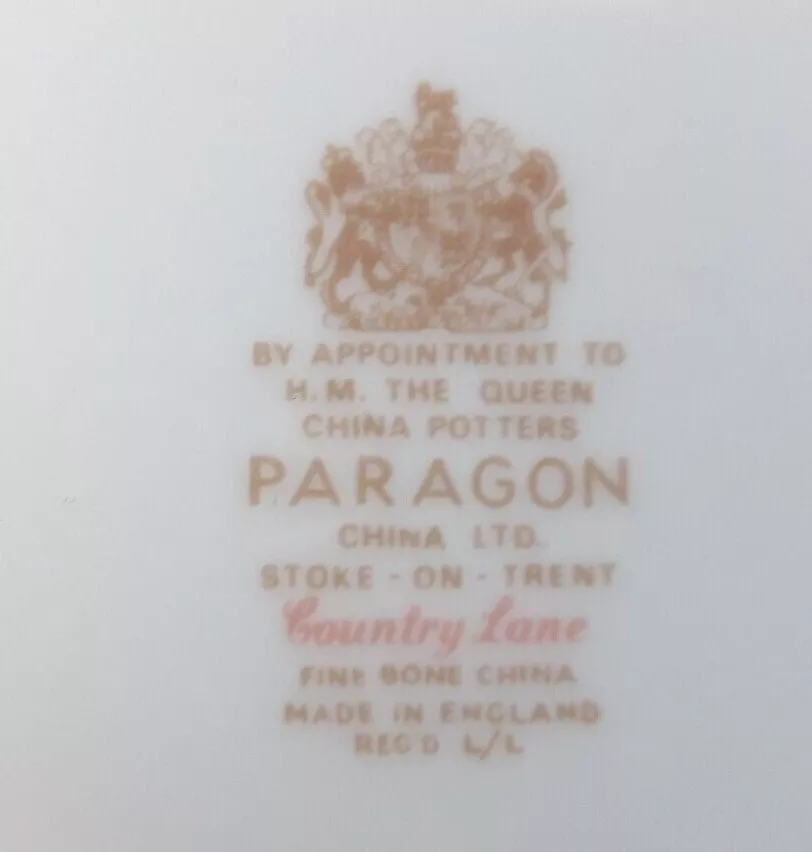 BY APPOINTMENT TO
H.M. THE QUEEN
CHINA POTTERS
PARAGON
CHINA LTD.
STOKE - ON - TRENT
Country Lane
FINE BONE CHINA
MADE IN ENGLAND
REG'D L/L